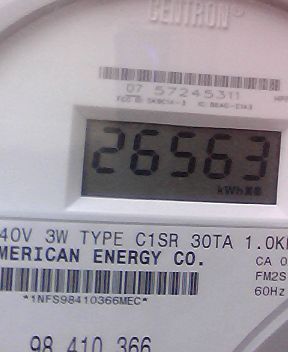 CENTRON®
07 57245311
26563
kWh
40V 3W TYPE C1SR 30TA 1.0K
MERICAN ENERGY CO.
CA 0
FM2S
60Hz
*1NFS98410366MEC*
98 410 366